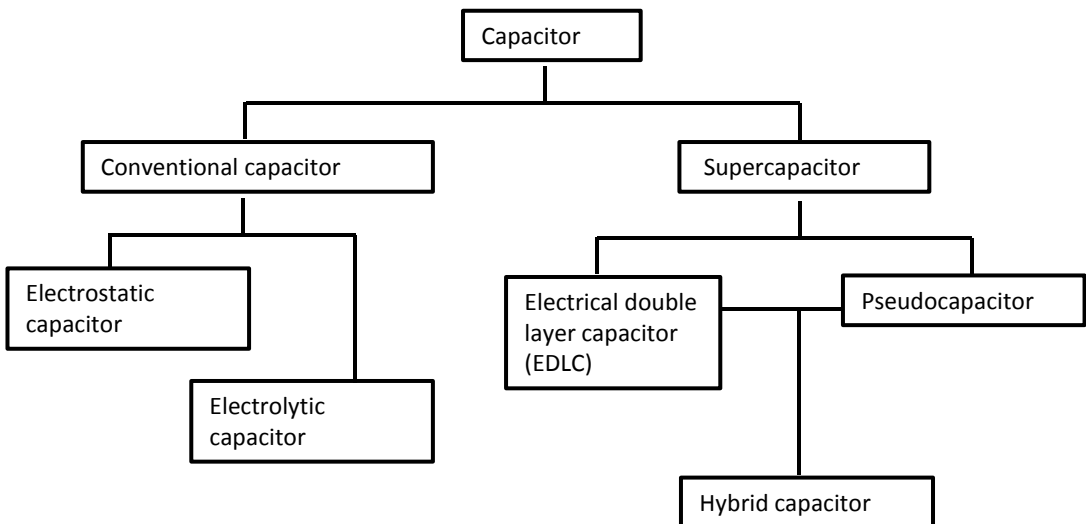 Capacitor
Conventional capacitor
Supercapacitor
Electrostatic
capacitor
Electrical double
layer capacitor
(EDLC)
Pseudocapacitor
Electrolytic
capacitor
Hybrid capacitor